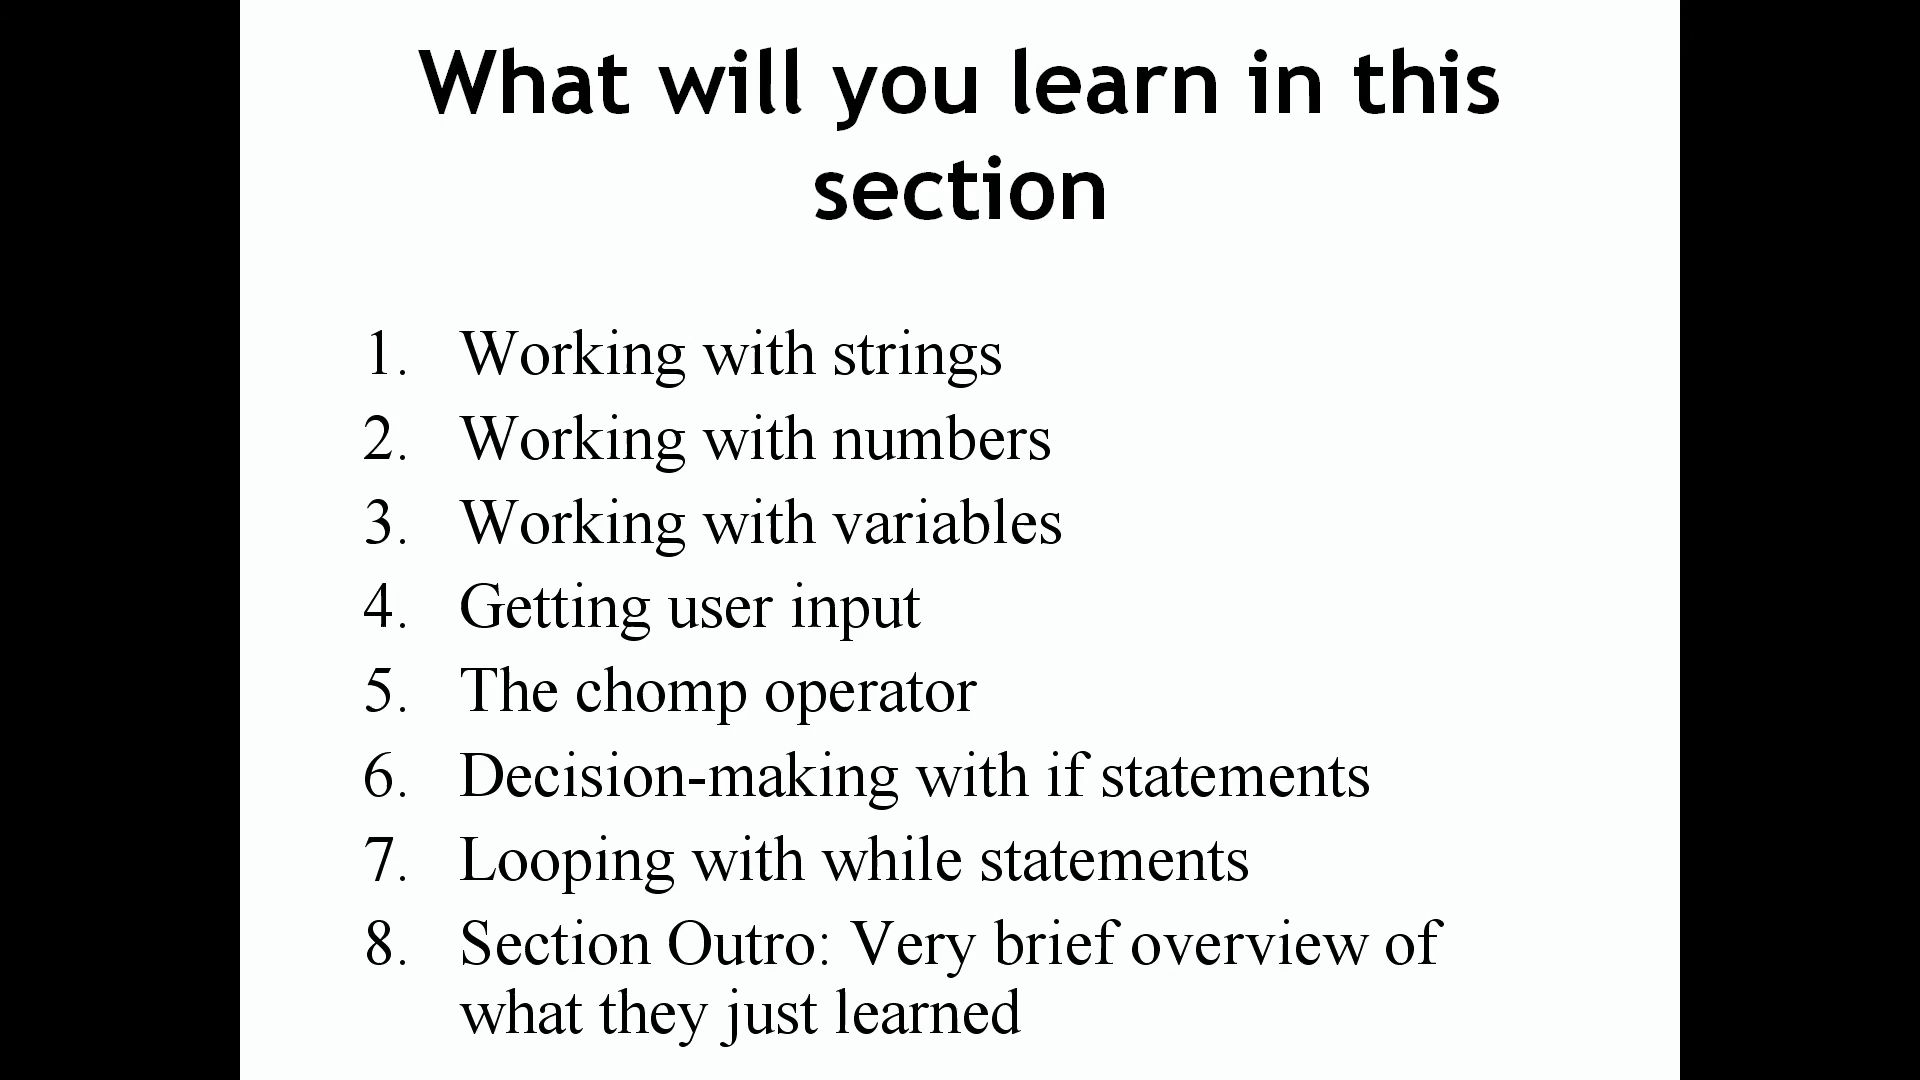 What will you learn in this
section
1. Working with strings
2. Working with numbers
3. Working with variables
4. Getting user input
5. The chomp operator
6. Decision-making with if statements
7. Looping with while statements
8. Section Outro: Very brief overview of
what they just learned